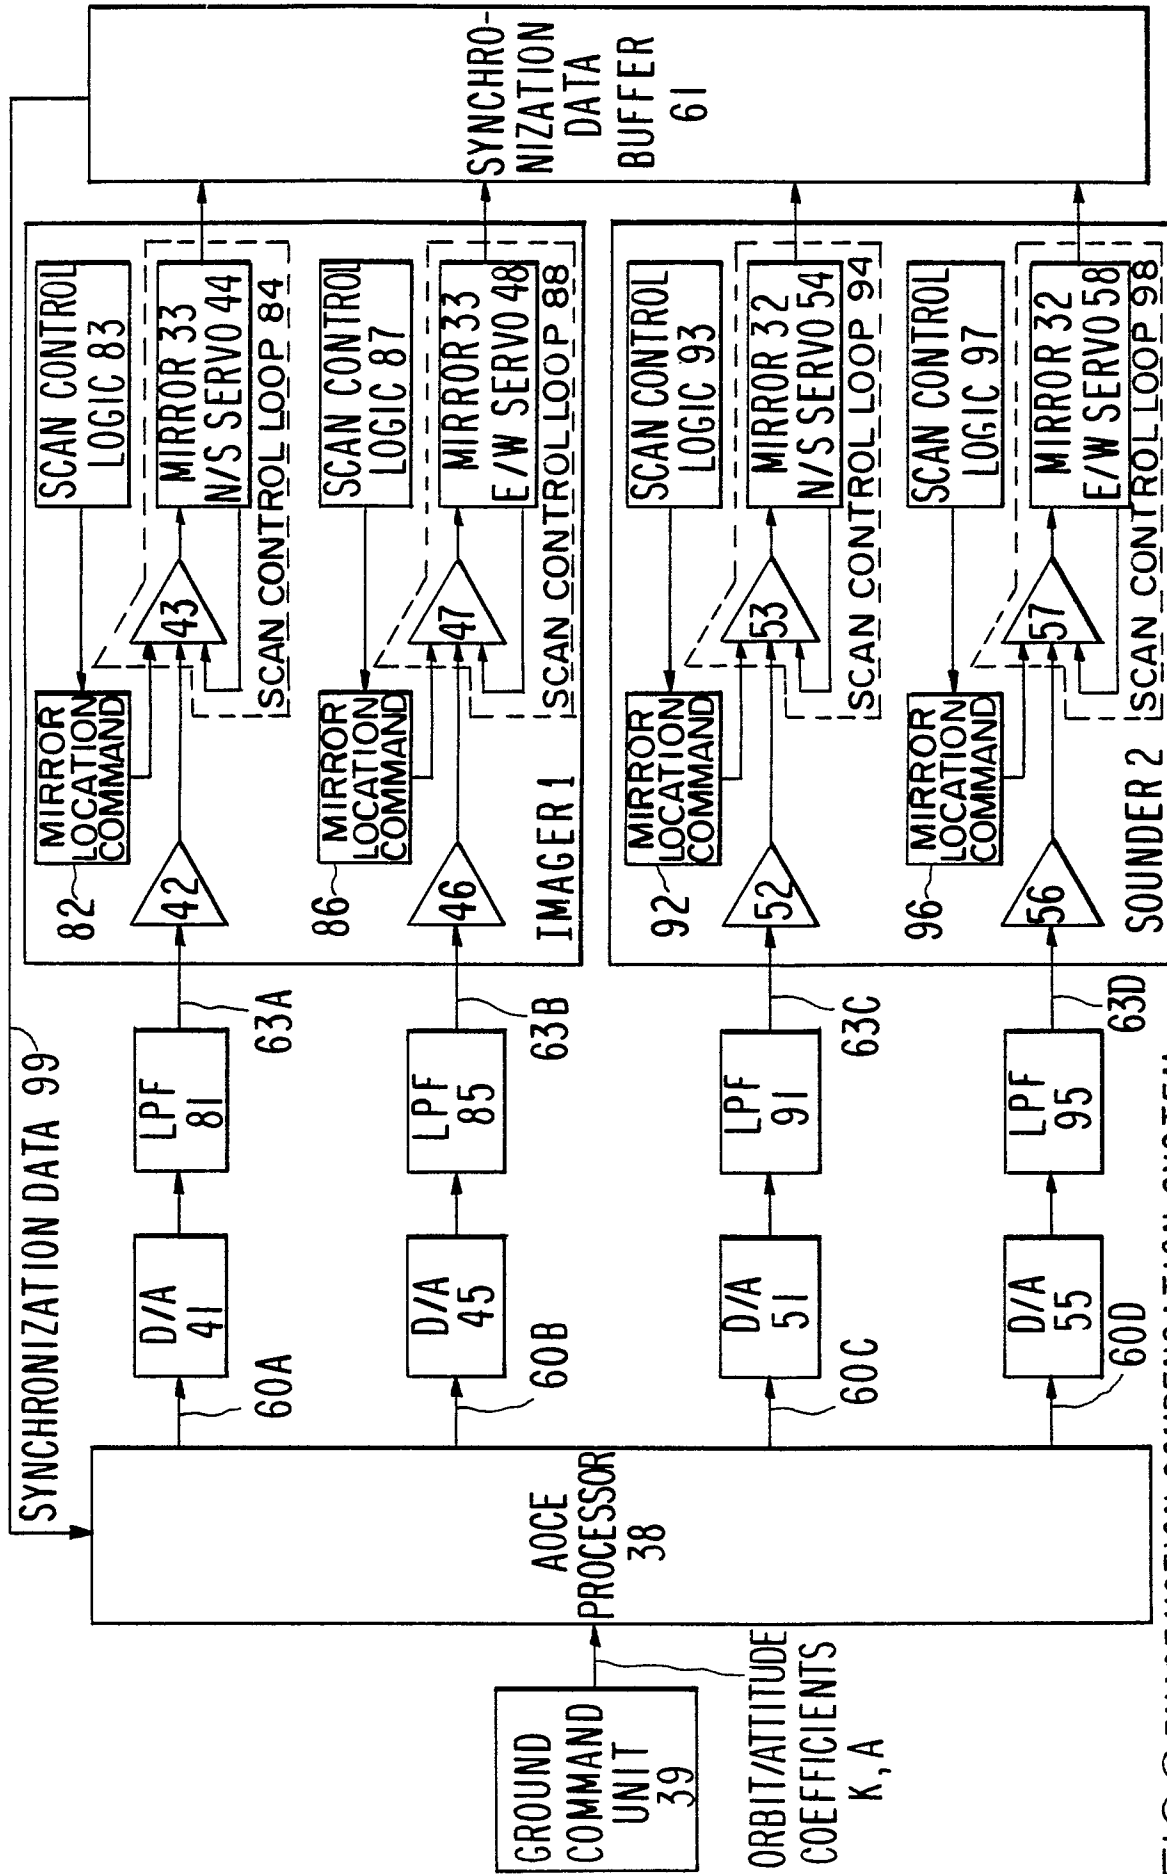 SYNCHRONIZATION DATA 99
GROUND
COMMAND
UNIT
39
ORBIT/ATTITUDE
COEFFICIENTS
K, A
AOCE
PROCESSOR
38
60A
D/A
41
LPF
81
63A
42
82
MIRROR
LOCATION
COMMAND
SCAN CONTROL
LOGIC 83
43
MIRROR 33
N/S SERVO 44
SCAN CONTROL LOOP 84
60B
D/A
45
LPF
85
63B
46
86
MIRROR
LOCATION
COMMAND
SCAN CONTROL
LOGIC 87
47
MIRROR 33
E/W SERVO 48
SCAN CONTROL LOOP 88
IMAGER 1
60C
D/A
51
LPF
91
63C
52
92
MIRROR
LOCATION
COMMAND
SCAN CONTROL
LOGIC 93
53
MIRROR 32
N/S SERVO 54
SCAN CONTROL LOOP 94
60D
D/A
55
LPF
95
63D
56
96
MIRROR
LOCATION
COMMAND
SCAN CONTROL
LOGIC 97
57
MIRROR 32
E/W SERVO 58
SCAN CONTROL LOOP 98
SOUNDER 2
SYNCHRO-
NIZATION
DATA
BUFFER
61